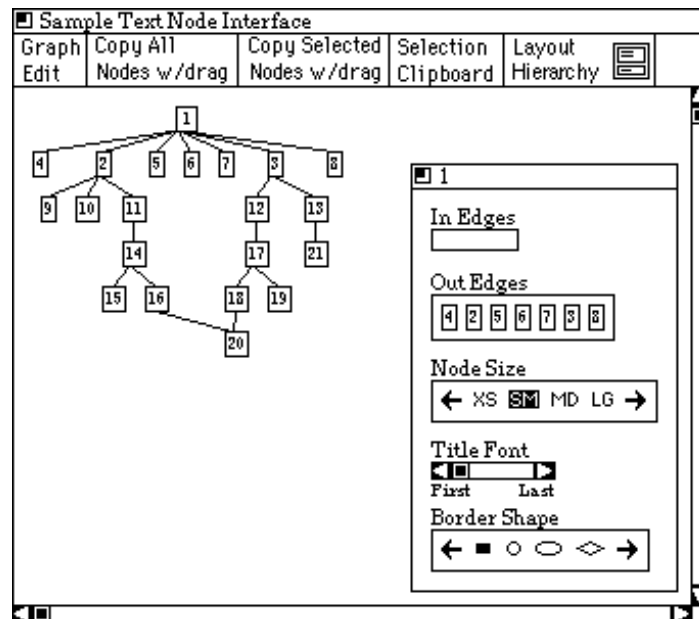 Sample Text Node Interface
Graph Edit
Copy All Nodes w/drag
Copy Selected Nodes w/drag
Selection Clipboard
Layout Hierarchy
1
4 2 5 6 7 3 8
9 10 11 12 13
14 17 21
15 16 18 19
20
1
In Edges
Out Edges
4 2 5 6 7 3 8
Node Size
XS SM MD LG
Title Font
First Last
Border Shape